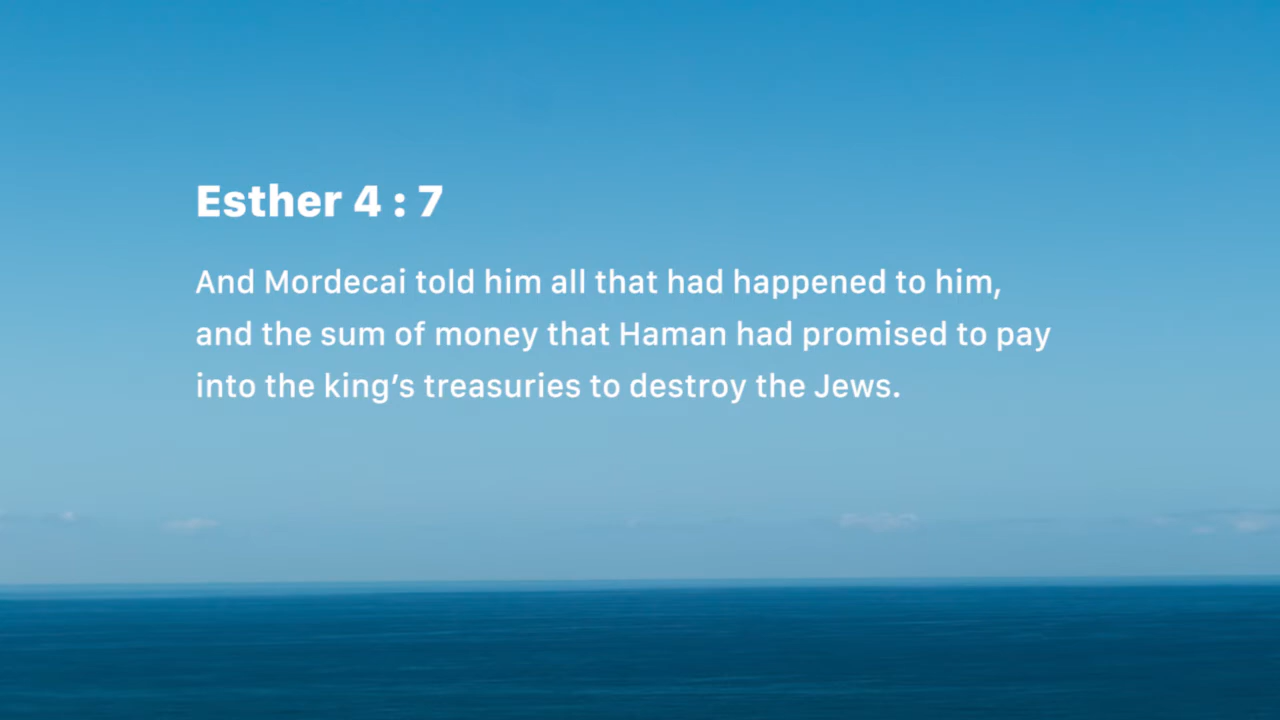 Esther 4 : 7
And Mordecai told him all that had happened to him,
and the sum of money that Haman had promised to pay
into the king’s treasuries to destroy the Jews.